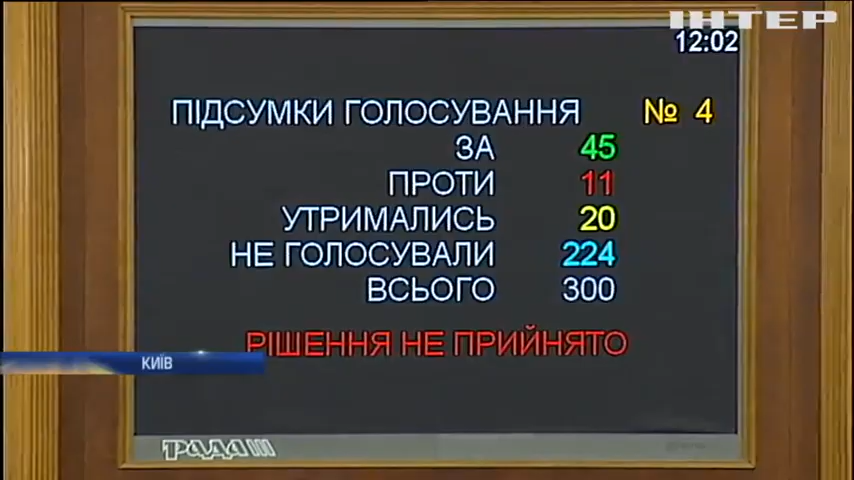 ІНТЕР
12:02
ПІДСУМКИ ГОЛОСУВАННЯ № 4
ЗА 45
ПРОТИ 11
УТРИМАЛИСЬ 20
НЕ ГОЛОСУВАЛИ 224
ВСЬОГО 300
РІШЕННЯ НЕ ПРИЙНЯТО
КИЇВ
РАДА